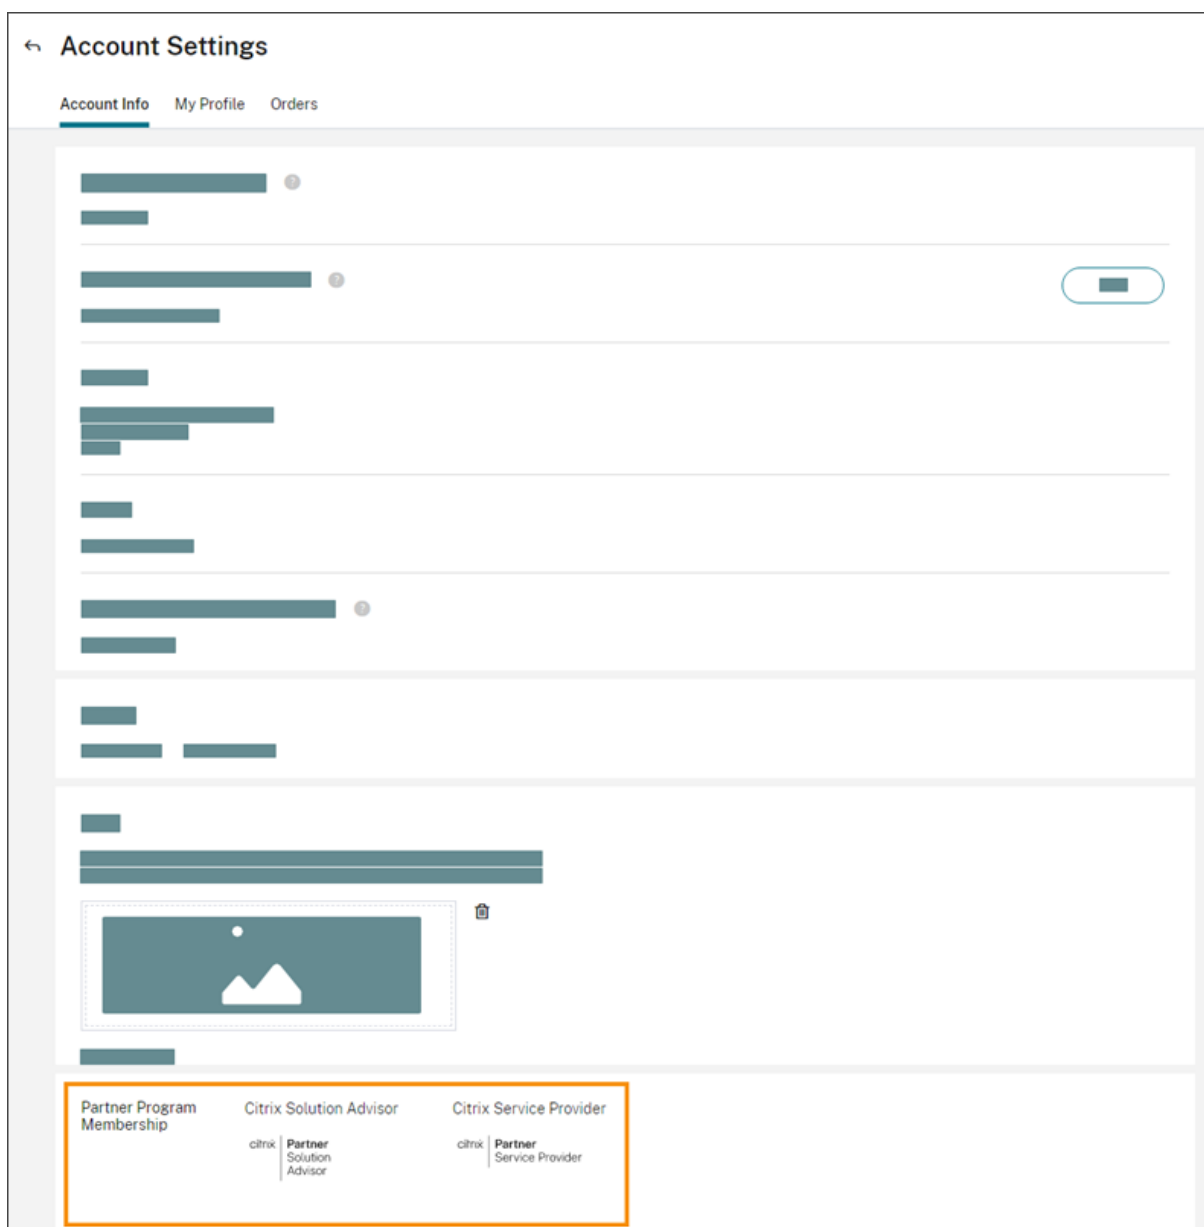 Account Settings
Account Info My Profile Orders
?
?
?
Partner Program
Membership
Citrix Solution Advisor
citrix Partner
Solution
Advisor
Citrix Service Provider
citrix Partner
Service Provider